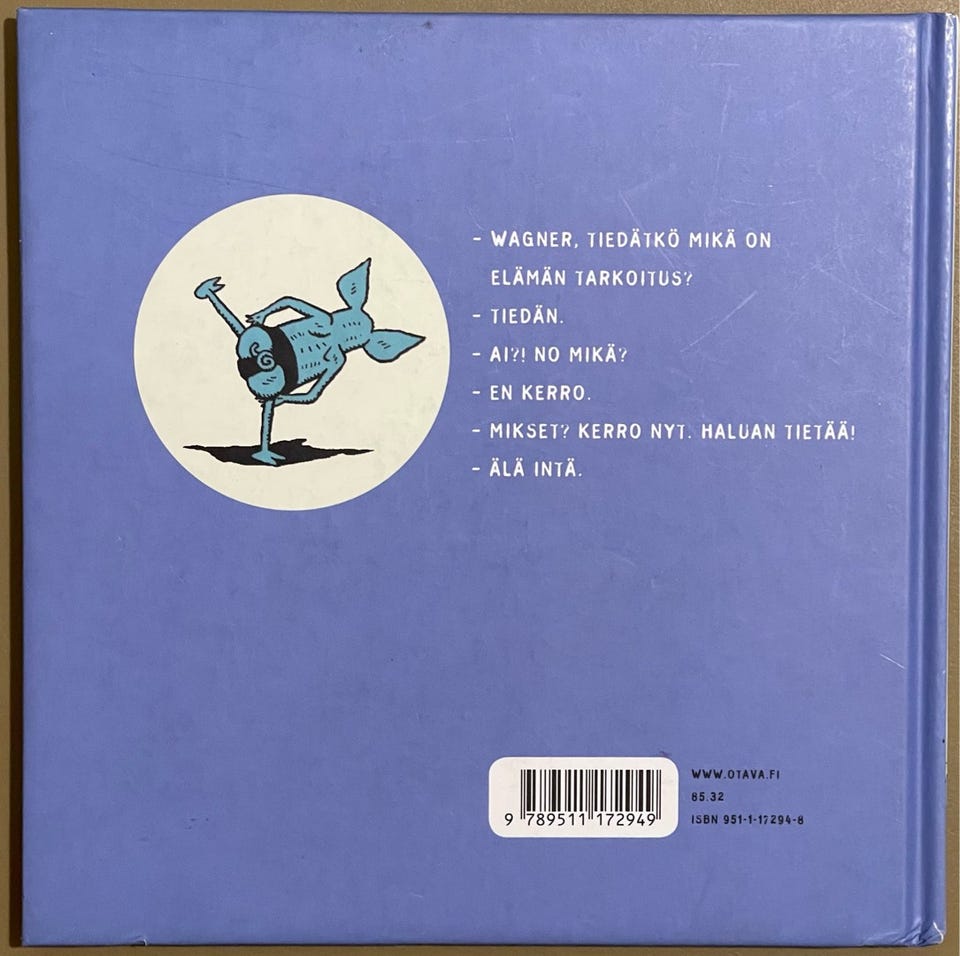 - WAGNER, TIEDÄTKÖ MIKÄ ON
ELÄMÄN TARKOITUS?
- TIEDÄN.
- AI?! NO MIKÄ?
- EN KERRO.
- MIKSET? KERRO NYT. HALUAN TIETÄÄ!
- ÄLÄ INTÄ.
WWW.OTAVA.FI
85.32
ISBN 951-1-17294-8
9 789511 172949